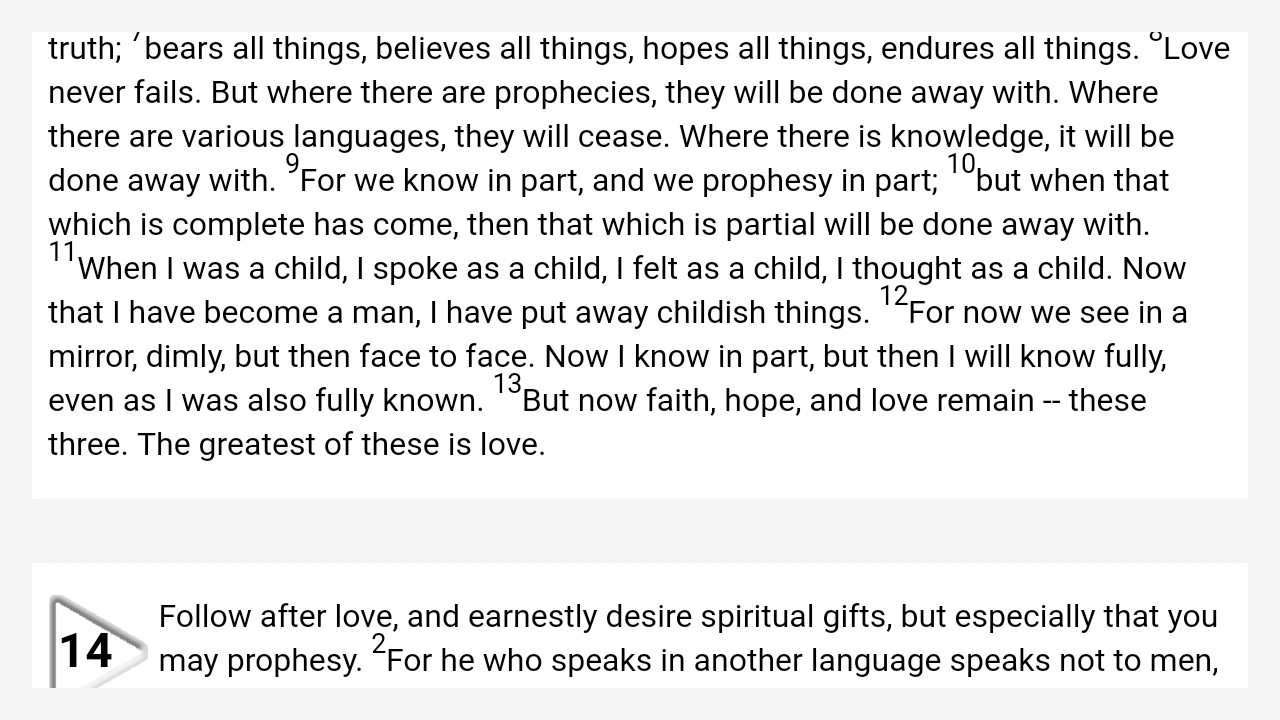 truth; 7bears all things, believes all things, hopes all things, endures all things. 8Love
never fails. But where there are prophecies, they will be done away with. Where
there are various languages, they will cease. Where there is knowledge, it will be
done away with. 9For we know in part, and we prophesy in part; 10but when that
which is complete has come, then that which is partial will be done away with.
11When I was a child, I spoke as a child, I felt as a child, I thought as a child. Now
that I have become a man, I have put away childish things. 12For now we see in a
mirror, dimly, but then face to face. Now I know in part, but then I will know fully,
even as I was also fully known. 13But now faith, hope, and love remain -- these
three. The greatest of these is love.
14
Follow after love, and earnestly desire spiritual gifts, but especially that you
may prophesy. 2For he who speaks in another language speaks not to men,